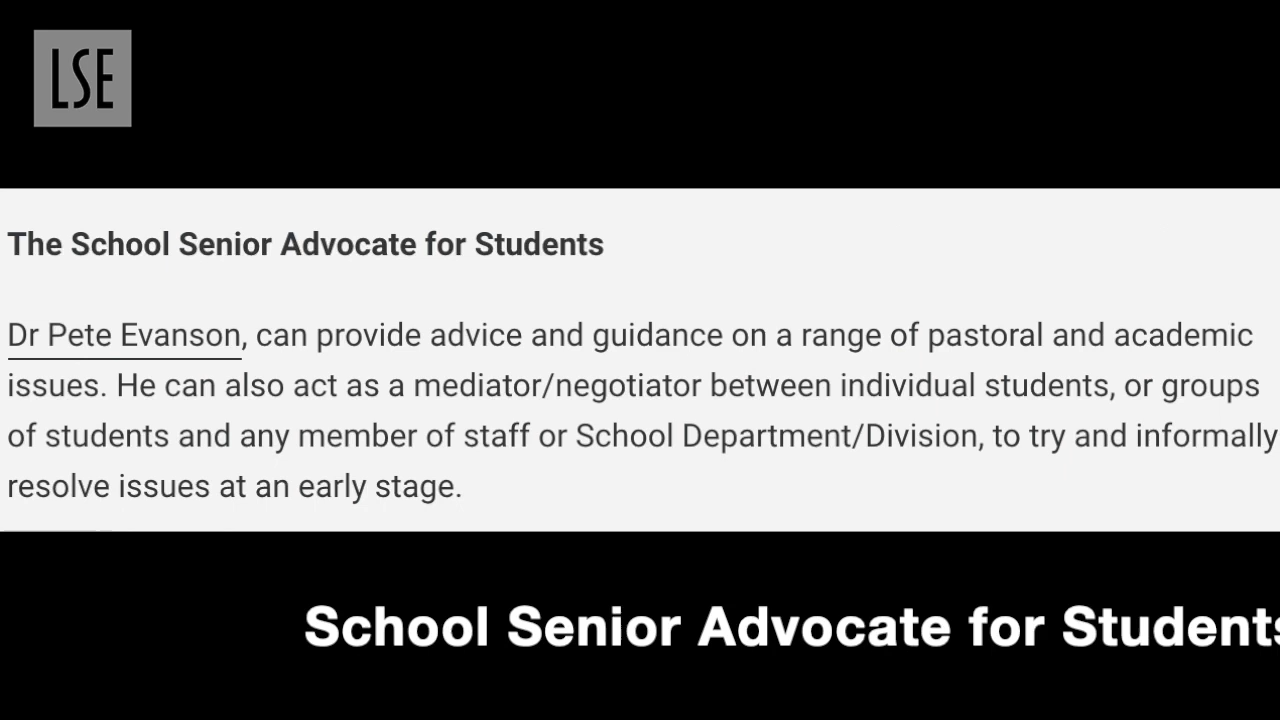 LSE
The School Senior Advocate for Students
Dr Pete Evanson, can provide advice and guidance on a range of pastoral and academic
issues. He can also act as a mediator/negotiator between individual students, or groups
of students and any member of staff or School Department/Division, to try and informally
resolve issues at an early stage.
School Senior Advocate for Students